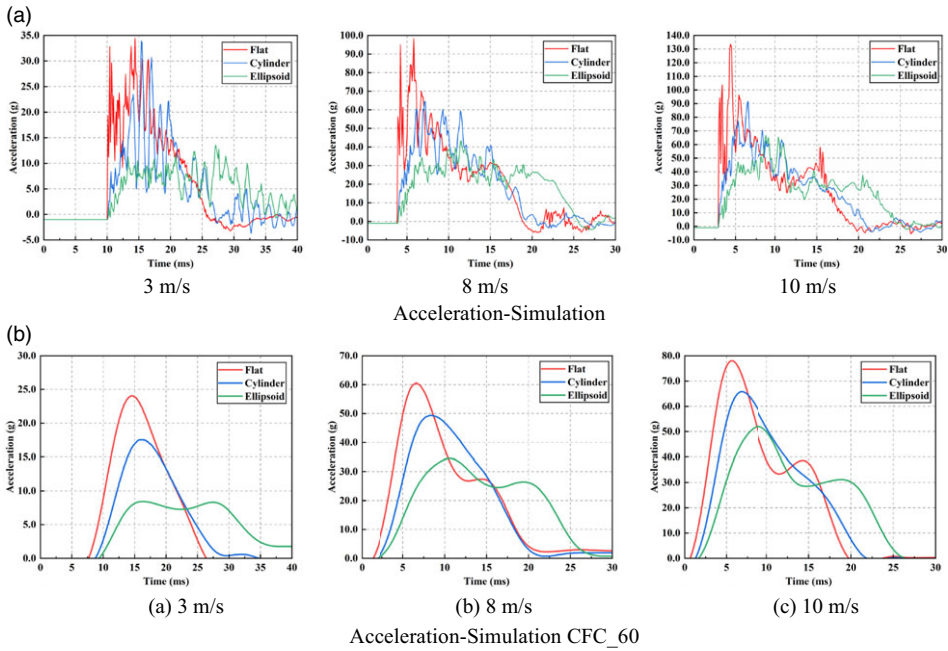 (a)
35.0
30.0
25.0
20.0
15.0
10.0
5.0
0.0
-5.0
Acceleration (g)
Flat
Cylinder
Ellipsoid
0 5 10 15 20 25 30 35 40
Time (ms)
3 m/s
100.0
90.0
80.0
70.0
60.0
50.0
40.0
30.0
20.0
10.0
0.0
-10.0
Acceleration (g)
Flat
Cylinder
Ellipsoid
0 5 10 15 20 25 30
Time (ms)
8 m/s
140.0
130.0
120.0
110.0
100.0
90.0
80.0
70.0
60.0
50.0
40.0
30.0
20.0
10.0
0.0
-10.0
Acceleration (g)
Flat
Cylinder
Ellipsoid
0 5 10 15 20 25 30
Time (ms)
10 m/s
Acceleration-Simulation
(b)
30.0
25.0
20.0
15.0
10.0
5.0
0.0
Acceleration (g)
Flat
Cylinder
Ellipsoid
0 5 10 15 20 25 30 35 40
Time (ms)
(a) 3 m/s
70.0
60.0
50.0
40.0
30.0
20.0
10.0
0.0
Acceleration (g)
Flat
Cylinder
Ellipsoid
0 5 10 15 20 25 30
Time (ms)
(b) 8 m/s
80.0
70.0
60.0
50.0
40.0
30.0
20.0
10.0
0.0
Acceleration (g)
Flat
Cylinder
Ellipsoid
0 5 10 15 20 25 30
Time (ms)
(c) 10 m/s
Acceleration-Simulation CFC_60